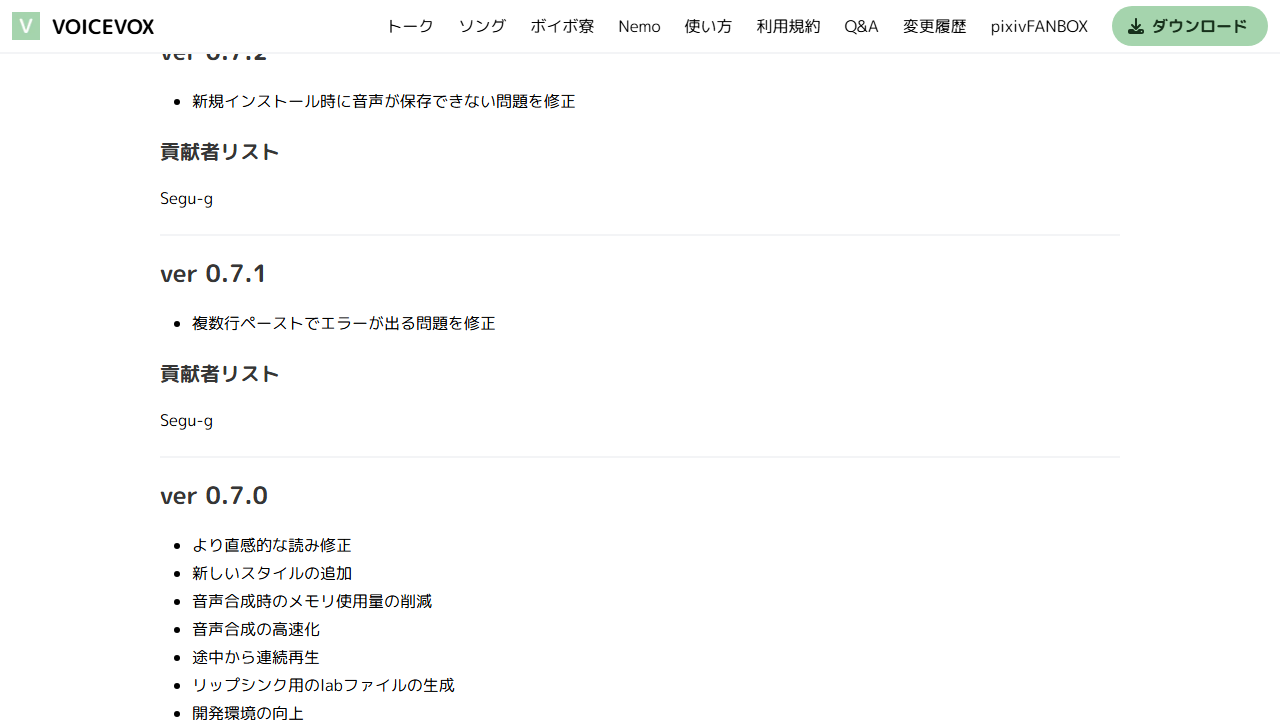 VOICEVOX
トーク ソング ボイボ寮 Nemo 使い方 利用規約 Q&A 変更履歴 pixivFANBOX ダウンロード
ver 0.7.2
新規インストール時に音声が保存できない問題を修正
貢献者リスト
Segu-g
ver 0.7.1
複数行ペーストでエラーが出る問題を修正
貢献者リスト
Segu-g
ver 0.7.0
より直感的な読み修正
新しいスタイルの追加
音声合成時のメモリ使用量の削減
音声合成の高速化
途中から連続再生
リップシンク用のlabファイルの生成
開発環境の向上